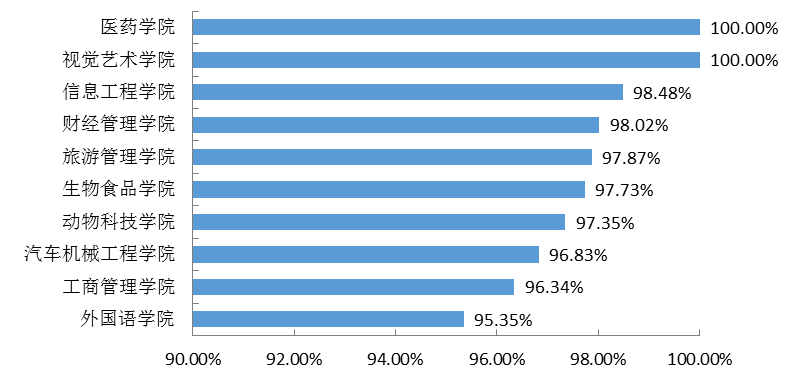 医药学院 100.00%
视觉艺术学院 100.00%
信息工程学院 98.48%
财经管理学院 98.02%
旅游管理学院 97.87%
生物食品学院 97.73%
动物科技学院 97.35%
汽车机械工程学院 96.83%
工商管理学院 96.34%
外国语学院 95.35%
90.00% 92.00% 94.00% 96.00% 98.00% 100.00%